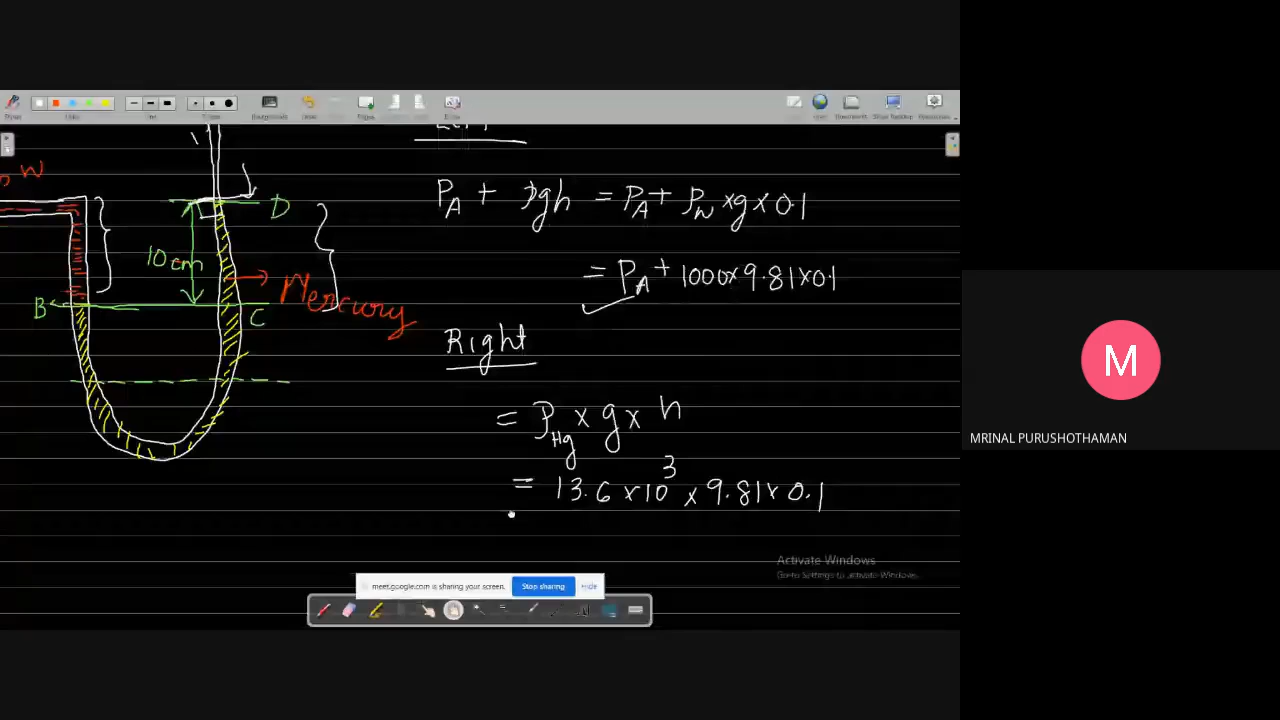 W
D
10 cm
Mercury
B
C
P_A + ρgh = P_A + ρ_w × g × 0.1
= P_A + 1000 × 9.81 × 0.1
Right
= ρ_Hg × g × h
= 13.6 × 10³ × 9.81 × 0.1
Activate Windows
Go to Settings to activate Windows.
meet.google.com is sharing your screen. Stop sharing Hide
M
MRINAL PURUSHOTHAMAN